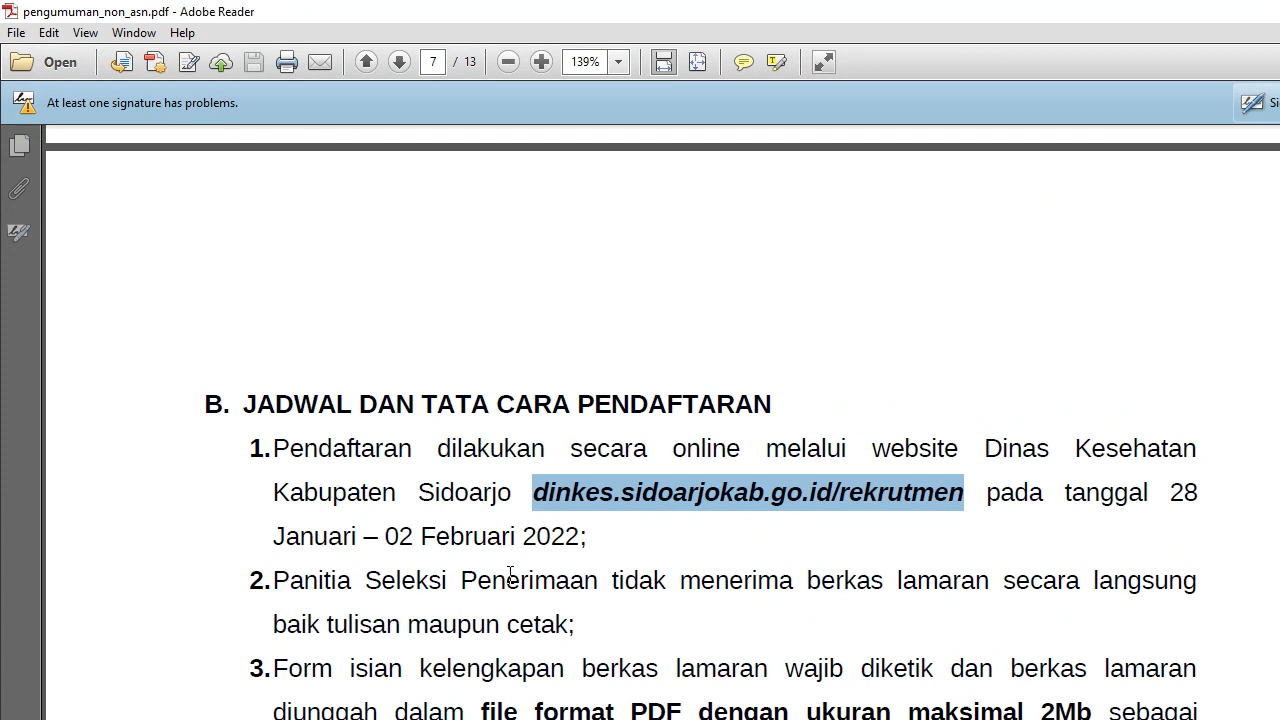 pengumuman_non_asn.pdf - Adobe Reader
File Edit View Window Help
Open 7 / 13 139%
At least one signature has problems.
Si
B. JADWAL DAN TATA CARA PENDAFTARAN
1. Pendaftaran dilakukan secara online melalui website Dinas Kesehatan
Kabupaten Sidoarjo dinkes.sidoarjokab.go.id/rekrutmen pada tanggal 28
Januari – 02 Februari 2022;
2. Panitia Seleksi Penerimaan tidak menerima berkas lamaran secara langsung
baik tulisan maupun cetak;
3. Form isian kelengkapan berkas lamaran wajib diketik dan berkas lamaran
diunggah dalam file format PDF dengan ukuran maksimal 2Mb sebagai